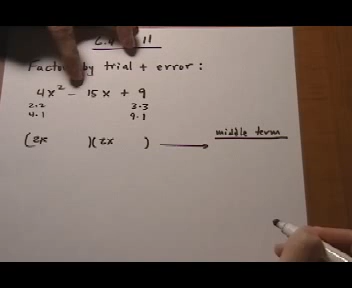 6.4 11
Factor by trial + error :
4x² - 15x + 9
2·2 3·3
4·1 9·1
(2x )(2x ) middle term